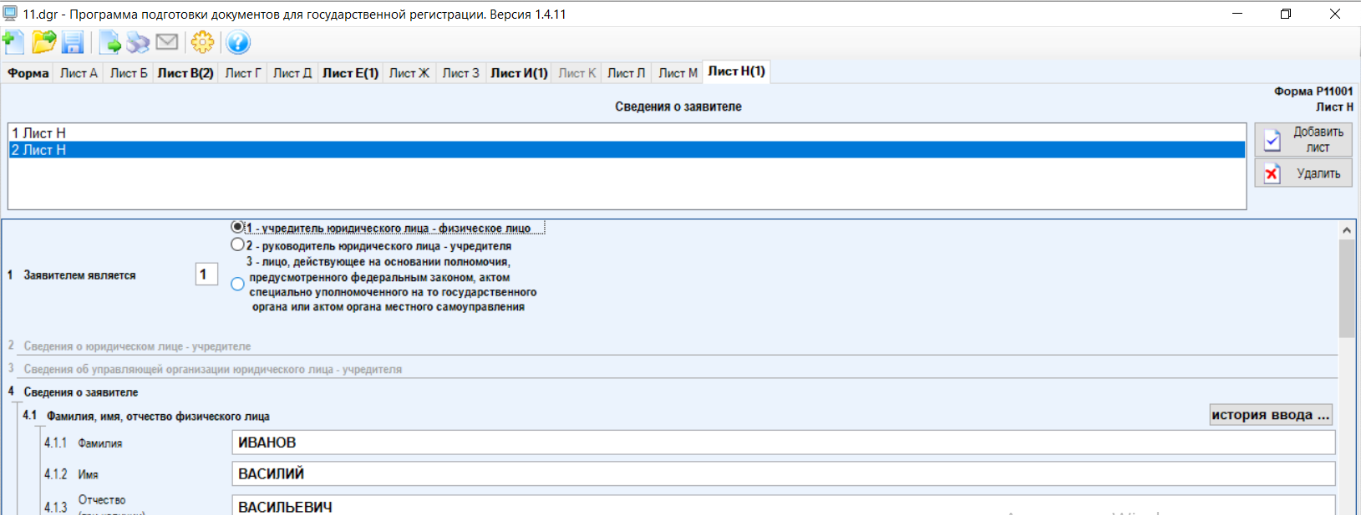 11.dgr - Программа подготовки документов для государственной регистрации. Версия 1.4.11
Форма Лист А Лист Б Лист В(2) Лист Г Лист Д Лист Е(1) Лист Ж Лист З Лист И(1) Лист К Лист Л Лист М Лист Н(1)
Форма Р11001
Сведения о заявителе
Лист Н
1 Лист Н
2 Лист Н
Добавить
лист
Удалить
1 - учредитель юридического лица - физическое лицо
2 - руководитель юридического лица - учредителя
3 - лицо, действующее на основании полномочия,
1 Заявителем является 1
предусмотренного федеральным законом, актом
специально уполномоченного на то государственного
органа или актом органа местного самоуправления
2 Сведения о юридическом лице - учредителе
3 Сведения об управляющей организации юридического лица - учредителя
4 Сведения о заявителе
4.1 Фамилия, имя, отчество физического лица
история ввода ...
4.1.1 Фамилия ИВАНОВ
4.1.2 Имя ВАСИЛИЙ
4.1.3 Отчество ВАСИЛЬЕВИЧ